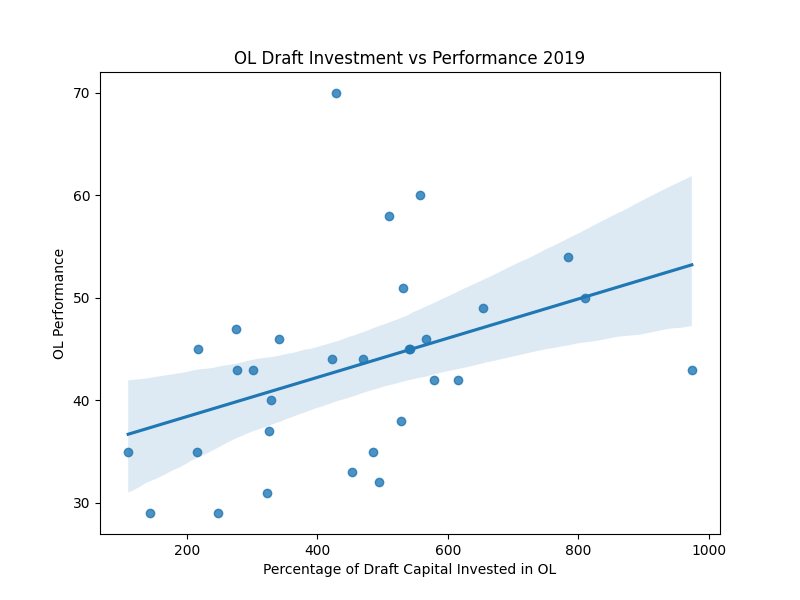 OL Draft Investment vs Performance 2019
70
60
50
40
30
OL Performance
200 400 600 800 1000
Percentage of Draft Capital Invested in OL